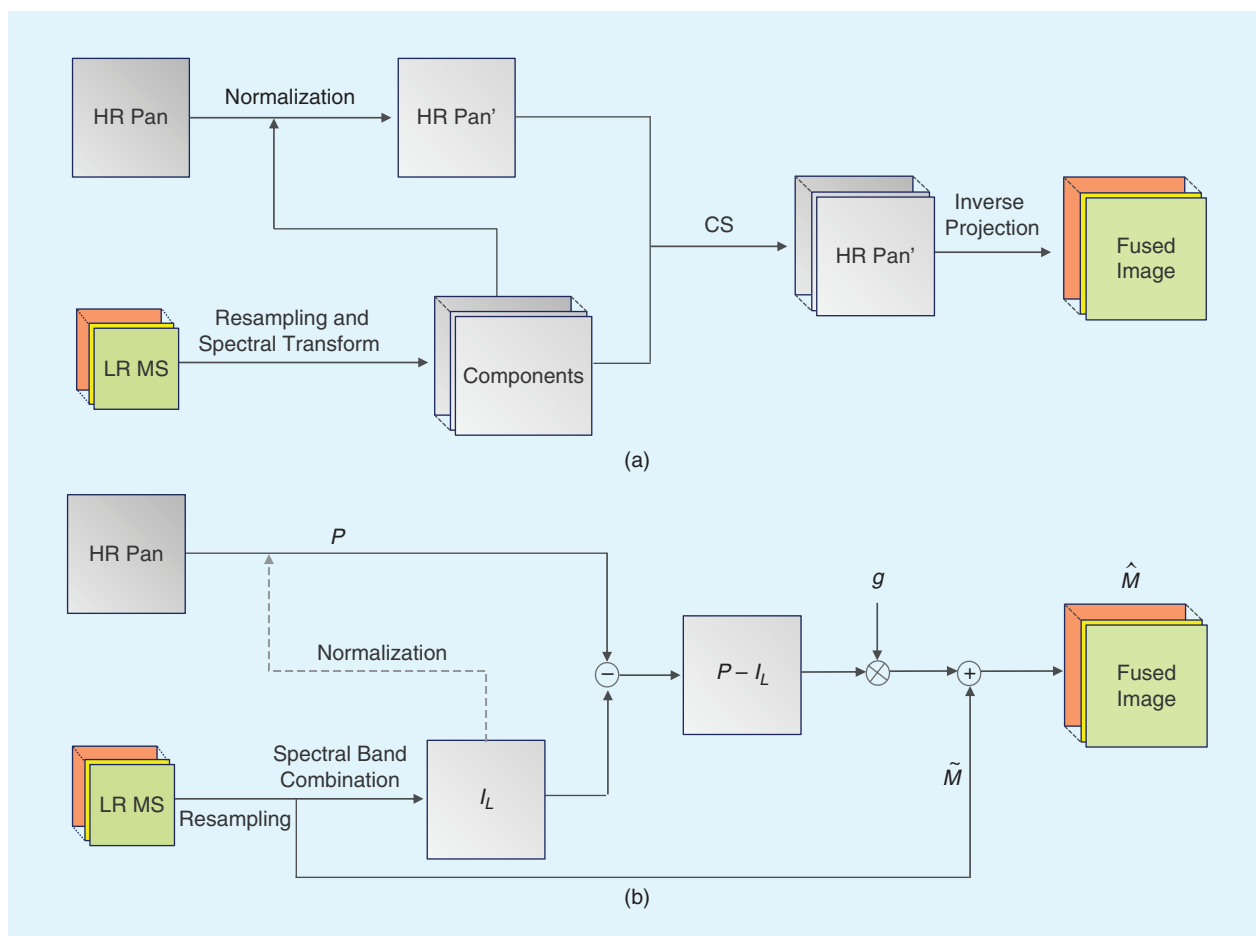 HR Pan
Normalization
HR Pan’
LR MS
Resampling and
Spectral Transform
Components
CS
HR Pan’
Inverse
Projection
Fused
Image
(a)
HR Pan
P
Normalization
LR MS
Resampling
Spectral Band
Combination
I_L
−
P – I_L
g
+
M̃
M̂
Fused
Image
(b)